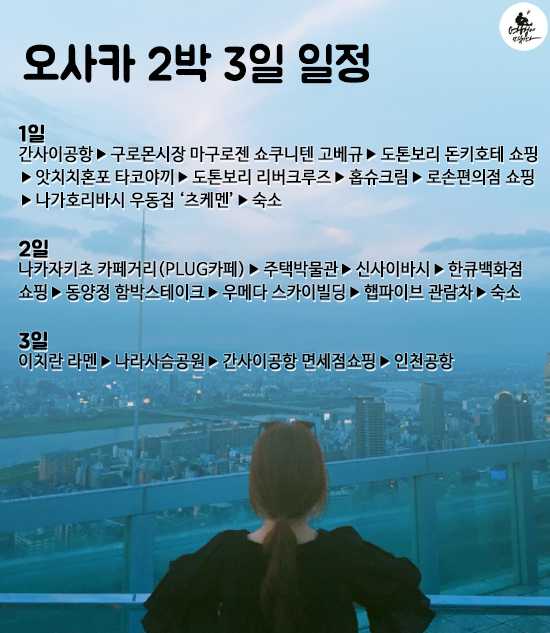 오사카 2박 3일 일정
1일
간사이공항▶구로몬시장 마구로젠 쇼쿠니텐 고베규▶도톤보리 돈키호테 쇼핑
▶앗치치혼포 타코야끼▶도톤보리 리버크루즈▶홉슈크림▶로손편의점 쇼핑
▶나가호리바시 우동집 ‘츠케멘’▶숙소
2일
나카자키초 카페거리(PLUG카페)▶주택박물관▶신사이바시▶한큐백화점
쇼핑▶동양정 함박스테이크▶우메다 스카이빌딩▶햅파이브 관람차▶숙소
3일
이치란 라멘▶나라사슴공원▶간사이공항 면세점쇼핑▶인천공항